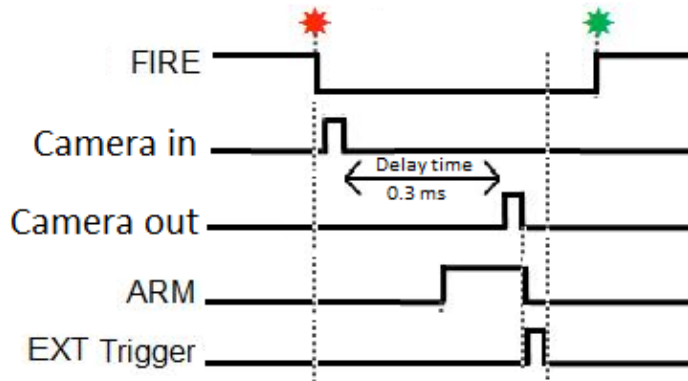 FIRE
Camera in
Delay time
0.3 ms
Camera out
ARM
EXT Trigger